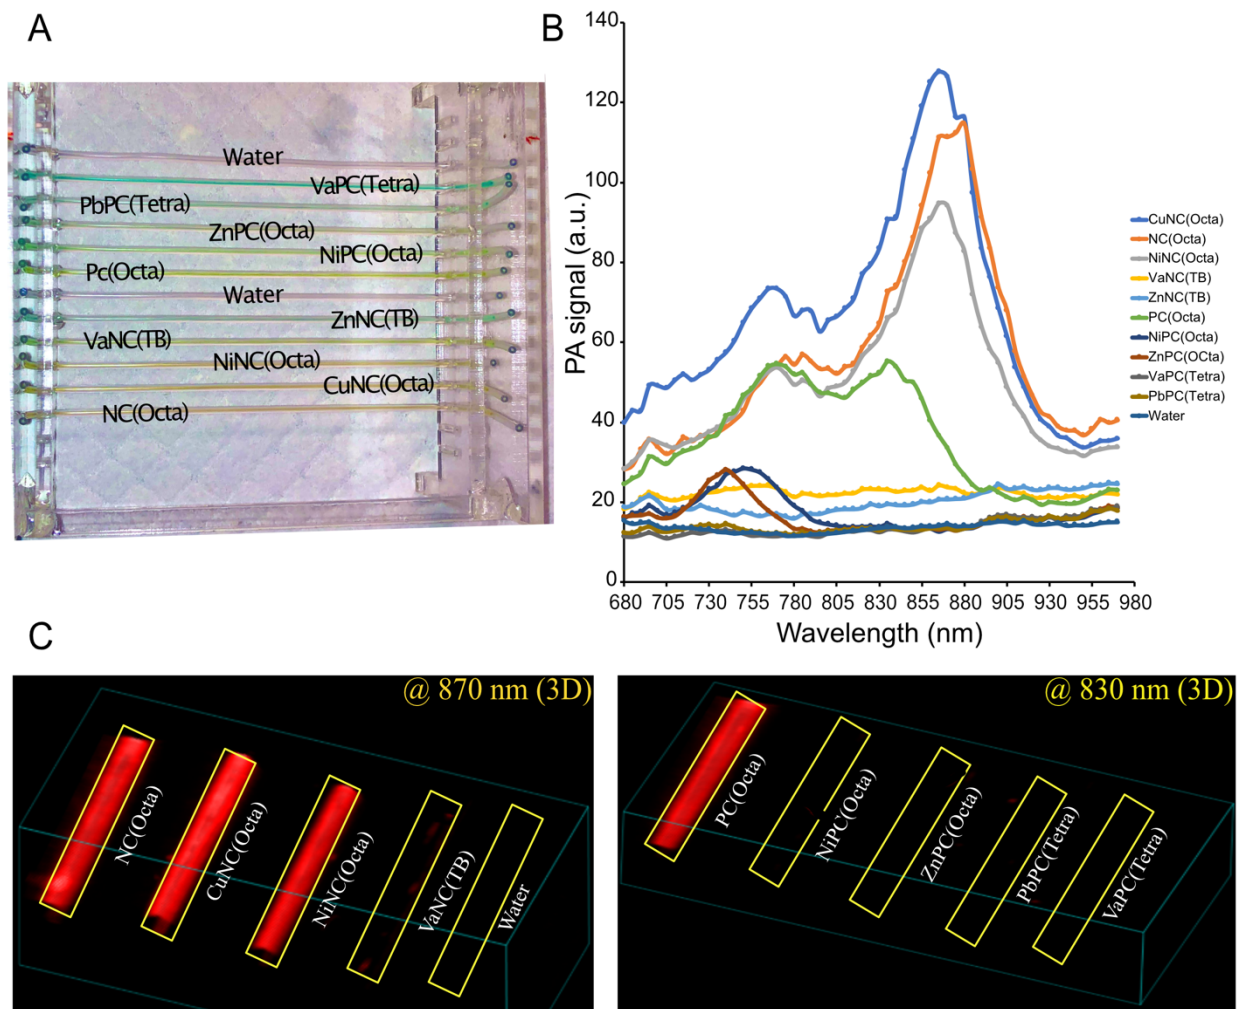 A
Water
VaPC(Tetra)
PbPC(Tetra)
ZnPC(Octa)
NiPC(Octa)
Pc(Octa)
Water
ZnNC(TB)
VaNC(TB)
NiNC(Octa)
CuNC(Octa)
NC(Octa)
B
PA signal (a.u.)
140
120
100
80
60
40
20
0
680 705 730 755 780 805 830 855 880 905 930 955 980
Wavelength (nm)
CuNC(Octa)
NC(Octa)
NiNC(Octa)
VaNC(TB)
ZnNC(TB)
PC(Octa)
NiPC(Octa)
ZnPC(OCta)
VaPC(Tetra)
PbPC(Tetra)
Water
C
@ 870 nm (3D)
NC(Octa)
CuNC(Octa)
NiNC(Octa)
VaNC(TB)
Water
@ 830 nm (3D)
PC(Octa)
NiPC(Octa)
ZnPC(Octa)
PbPC(Tetra)
VaPC(Tetra)